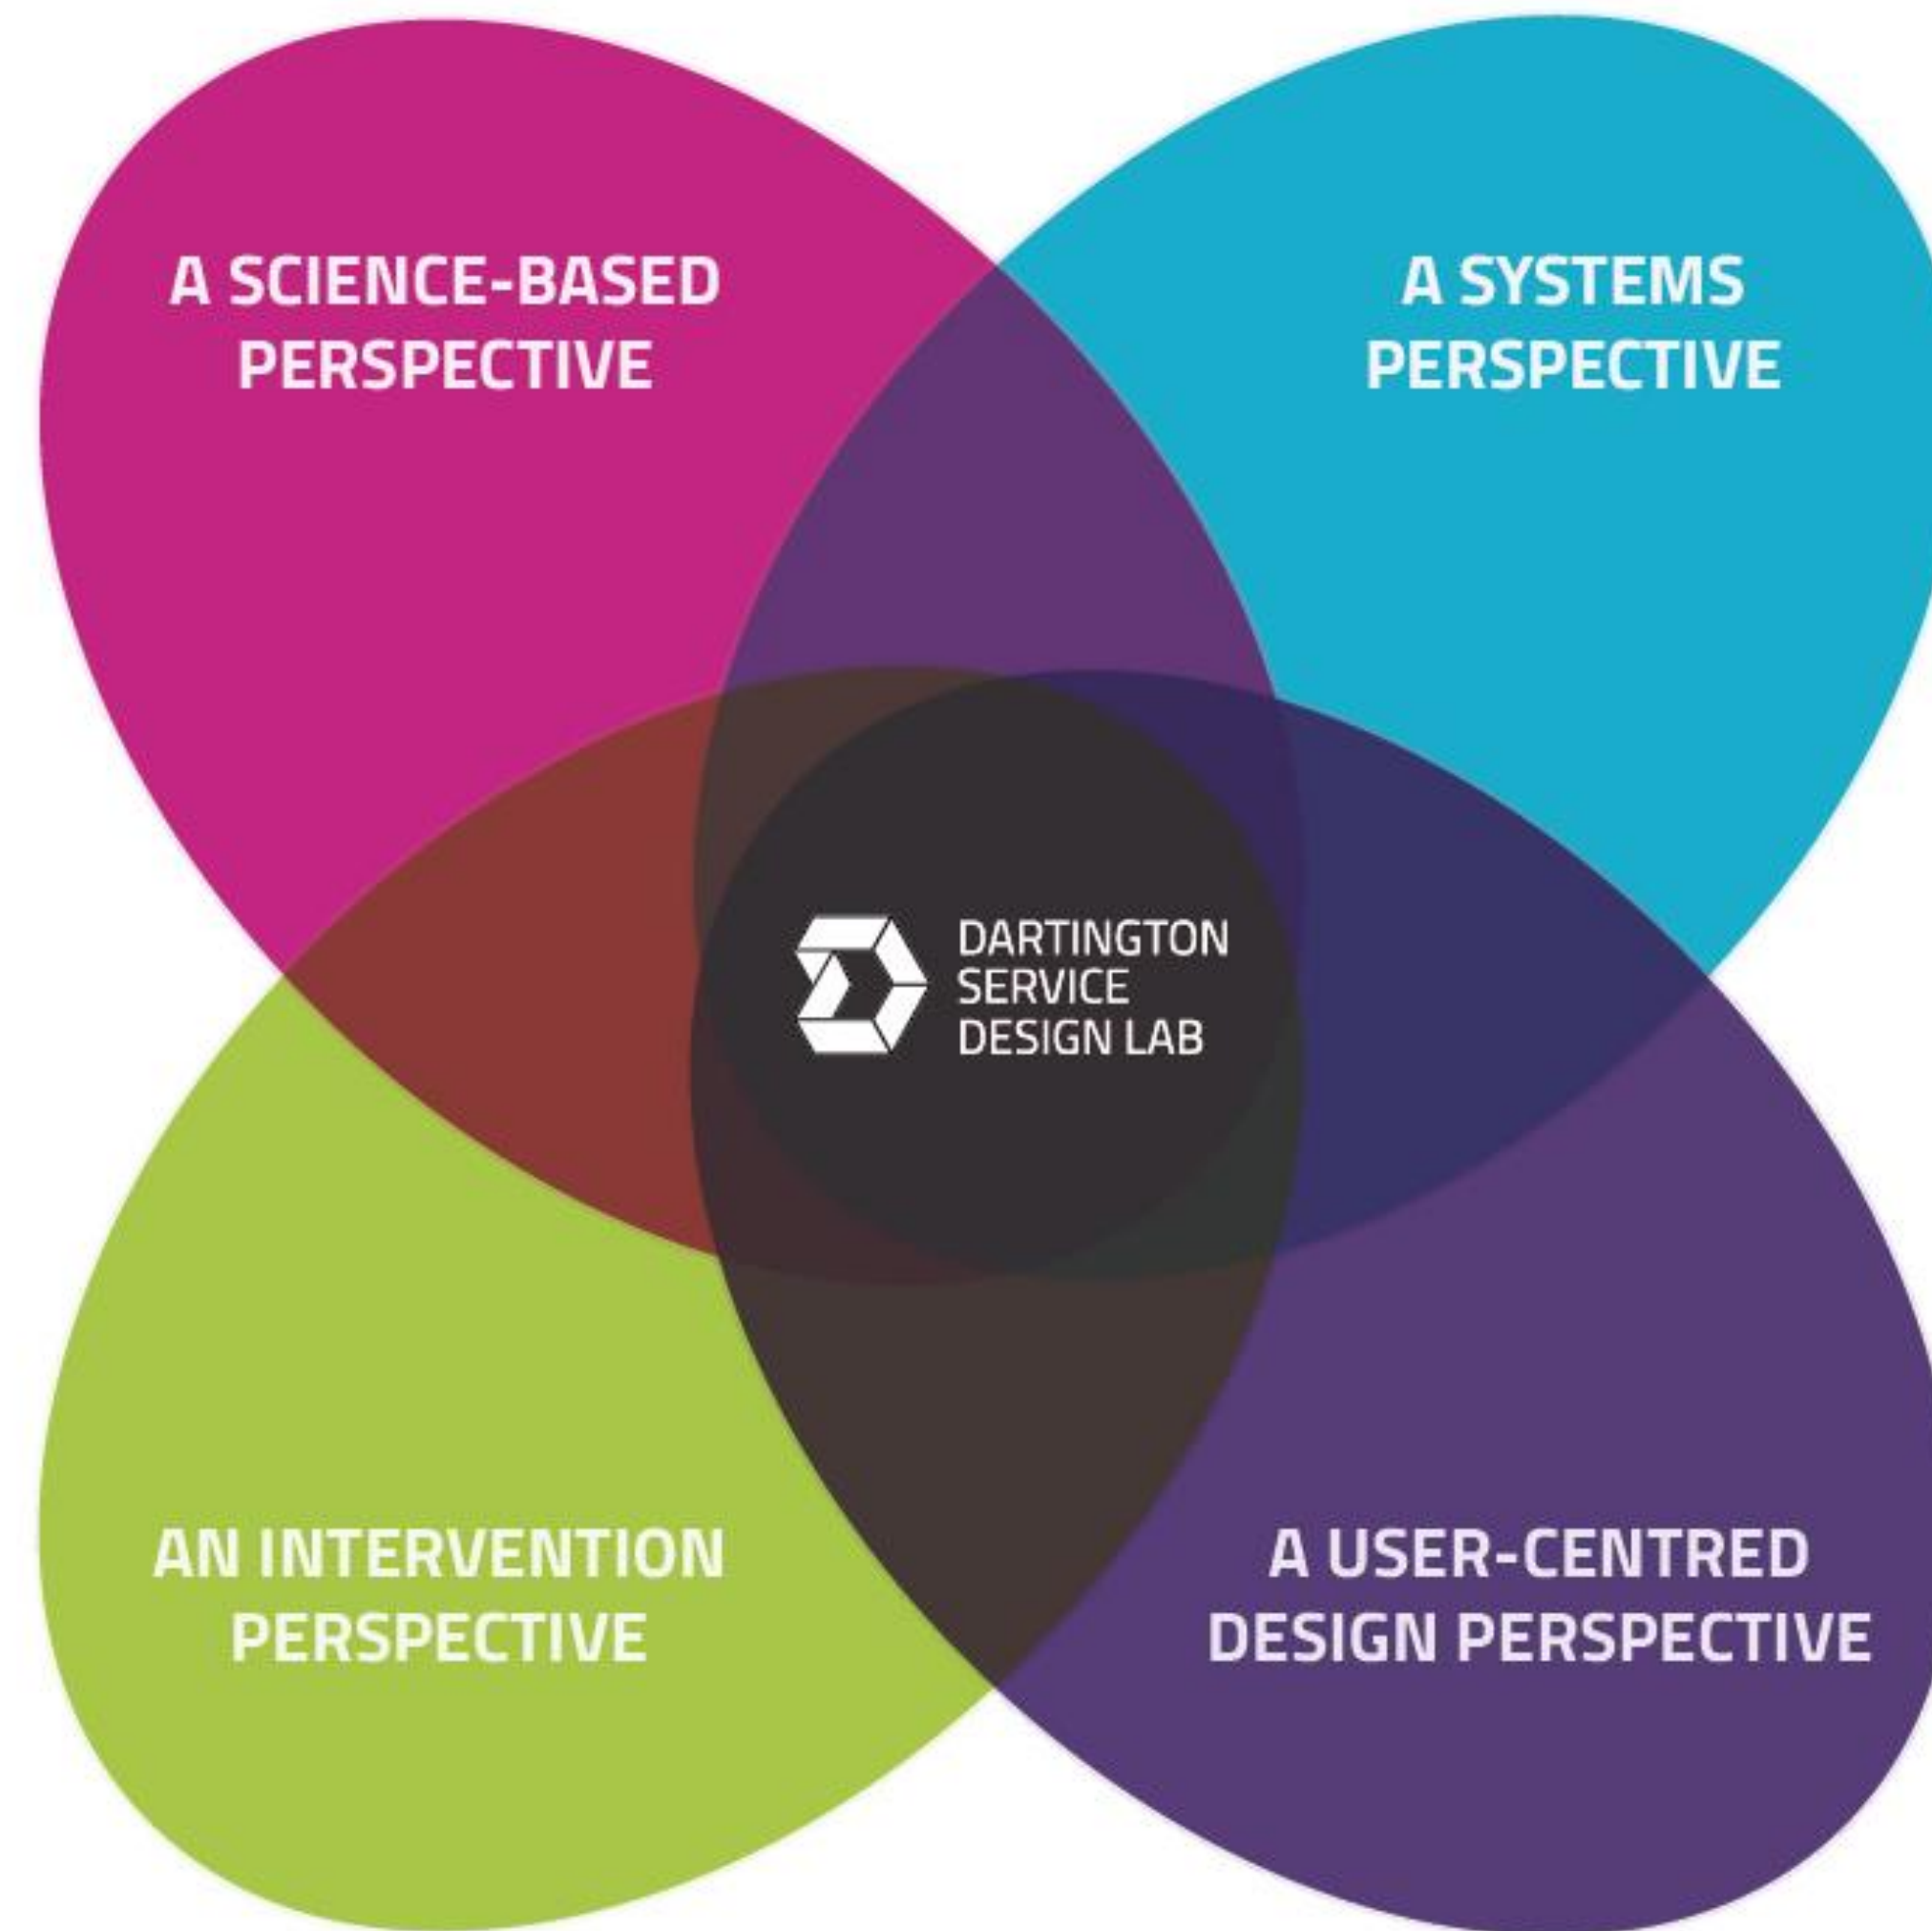 A SCIENCE-BASED
PERSPECTIVE
A SYSTEMS
PERSPECTIVE
DARTINGTON
SERVICE
DESIGN LAB
AN INTERVENTION
PERSPECTIVE
A USER-CENTRED
DESIGN PERSPECTIVE